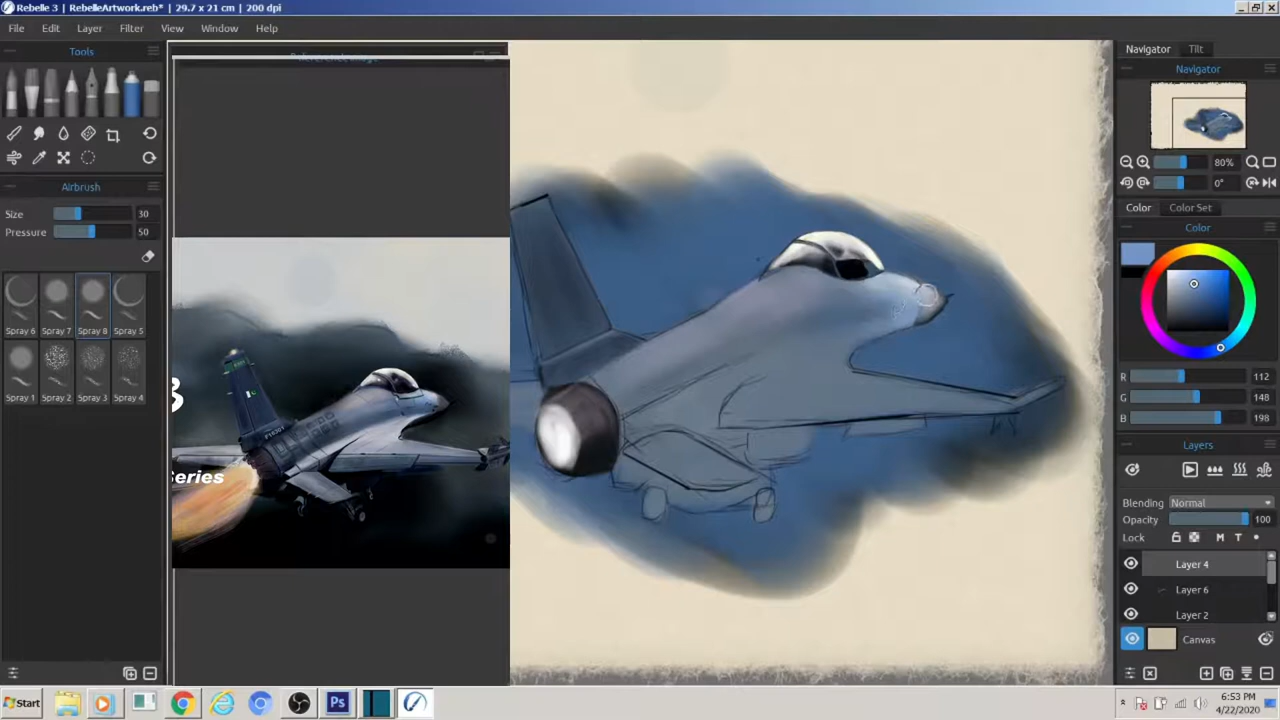 Rebelle 3 | RebelleArtwork.reb* | 29.7 x 21 cm | 200 dpi
File Edit Layer Filter View Window Help
Tools
Reference Image
Navigator Tilt
Navigator
80%
0°
Airbrush
Size 30
Pressure 50
Spray 6 Spray 7 Spray 8 Spray 5
Spray 1 Spray 2 Spray 3 Spray 4
Series
Color Color Set
Color
R 112
G 148
B 198
Layers
Blending Normal
Opacity 100
Lock M T
Layer 4
Layer 6
Layer 2
Canvas
Start
Ps
6:53 PM
4/22/2020